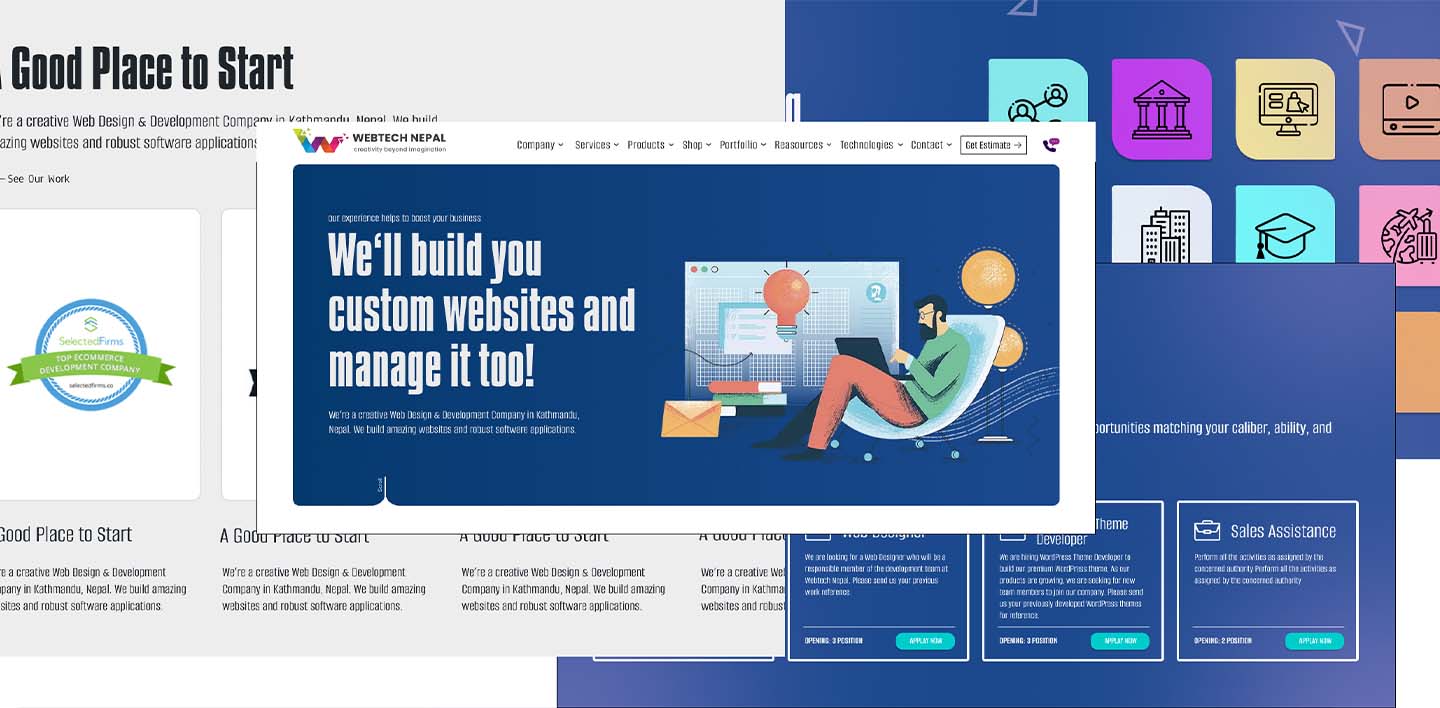 A Good Place to Start
're a creative Web Design & Development Company in Kathmandu, Nepal. We build
azing websites and robust software applications
See Our Work
SelectedFirms
TOP ECOMMERCE
DEVELOPMENT COMPANY
selectedfirms.co
Good Place to Start
re a creative Web Design & Development
pany in Kathmandu, Nepal. We build amazing
sites and robust software applications.
A Good Place to Start
We're a creative Web Design & Development
Company in Kathmandu, Nepal. We build amazing
websites and robust software applications.
A Good Place to Start
We're a creative Web Design & Development
Company in Kathmandu, Nepal. We build amazing
websites and robust software applications.
A Good Place
We're a creative We
Company in Kathma
websites and robust
WEBTECH NEPAL
creativity beyond imagination
Company Services Products Shop Portfoliio Reasources Technologies Contact Get Estimate
our experience helps to boost your business
We'll build you
custom websites and
manage it too!
We're a creative Web Design & Development Company in Kathmandu,
Nepal. We build amazing websites and robust software applications.
Scroll
portunities matching your caliber, ability, and
Web Designer
We are looking for a Web Designer who will be a
responsible member of the development team at
Webtech Nepal. Please send us your previous
work reference.
OPENING: 3 POSITION
APPLAY NOW
Theme
Developer
We are hiring WordPress Theme Developer to
build our premium WordPress theme. As our
products are growing, we are seeking for new
team members to join our company. Please send
us your previously developed WordPress themes
for reference.
OPENING: 3 POSITION
APPLAY NOW
Sales Assistance
Perform all the activities as assigned by the
concerned authority Perform all the activities as
assigned by the concerned authority
OPENING: 2 POSITION
APPLAY NOW